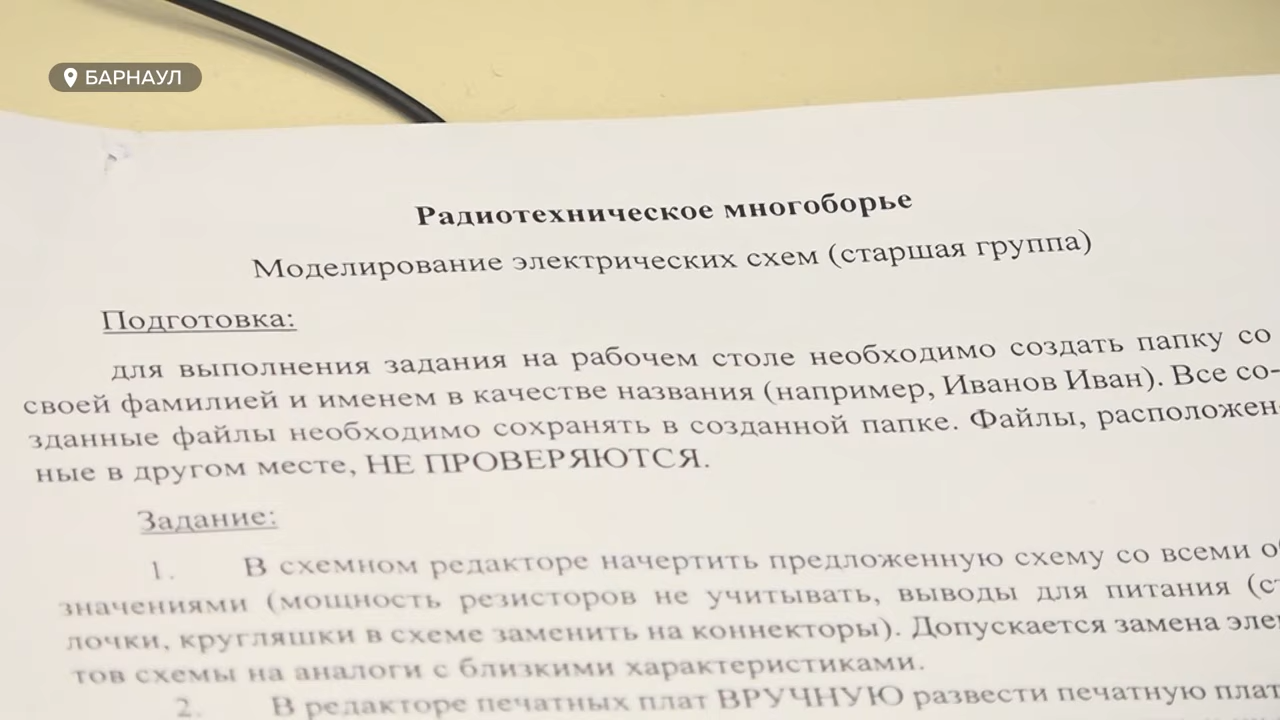 БАРНАУЛ
Радиотехническое многоборье
Моделирование электрических схем (старшая группа)
Подготовка:
для выполнения задания на рабочем столе необходимо создать папку со
своей фамилией и именем в качестве названия (например, Иванов Иван). Все со-
зданные файлы необходимо сохранять в созданной папке. Файлы, расположен-
ные в другом месте, НЕ ПРОВЕРЯЮТСЯ.
Задание:
1. В схемном редакторе начертить предложенную схему со всеми
значениями (мощность резисторов не учитывать, выводы для питания
лочки, кругляшки в схеме заменить на коннекторы). Допускается замена
тов схемы на аналоги с близкими характеристиками.
2. В редакторе печатных плат ВРУЧНУЮ развести печатную